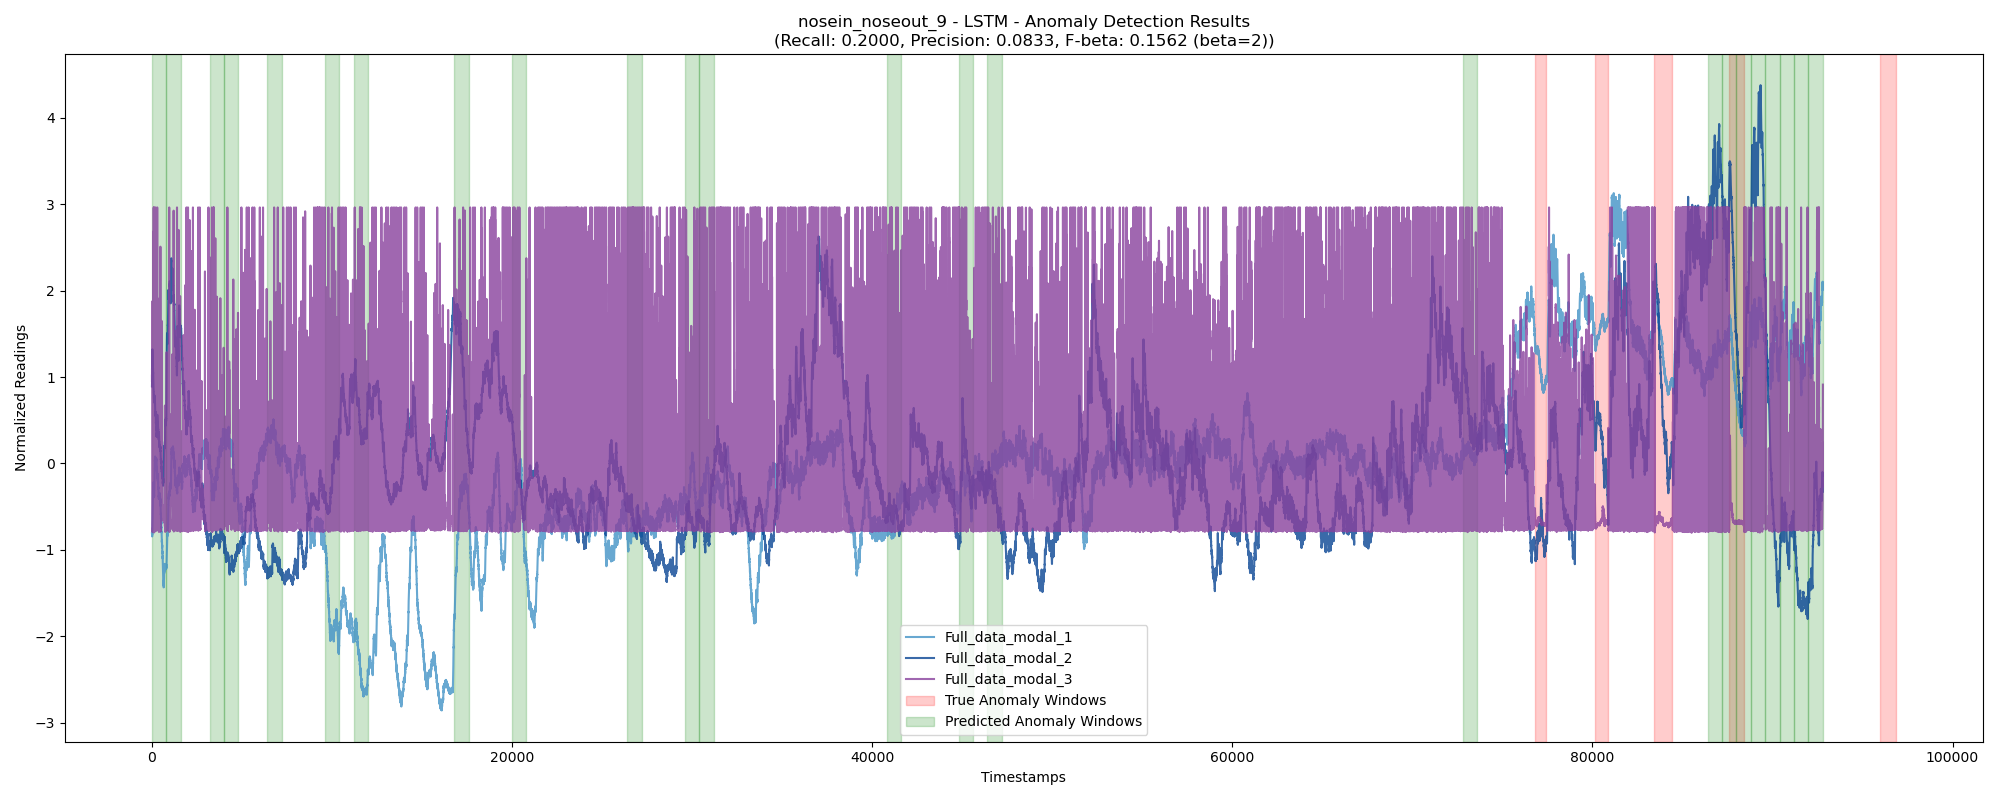 nosein_noseout_9 - LSTM - Anomaly Detection Results
(Recall: 0.2000, Precision: 0.0833, F-beta: 0.1562 (beta=2))
Normalized Readings
4
3
2
1
0
−1
−2
−3
Full_data_modal_1
Full_data_modal_2
Full_data_modal_3
True Anomaly Windows
Predicted Anomaly Windows
0 20000 40000 60000 80000 100000
Timestamps